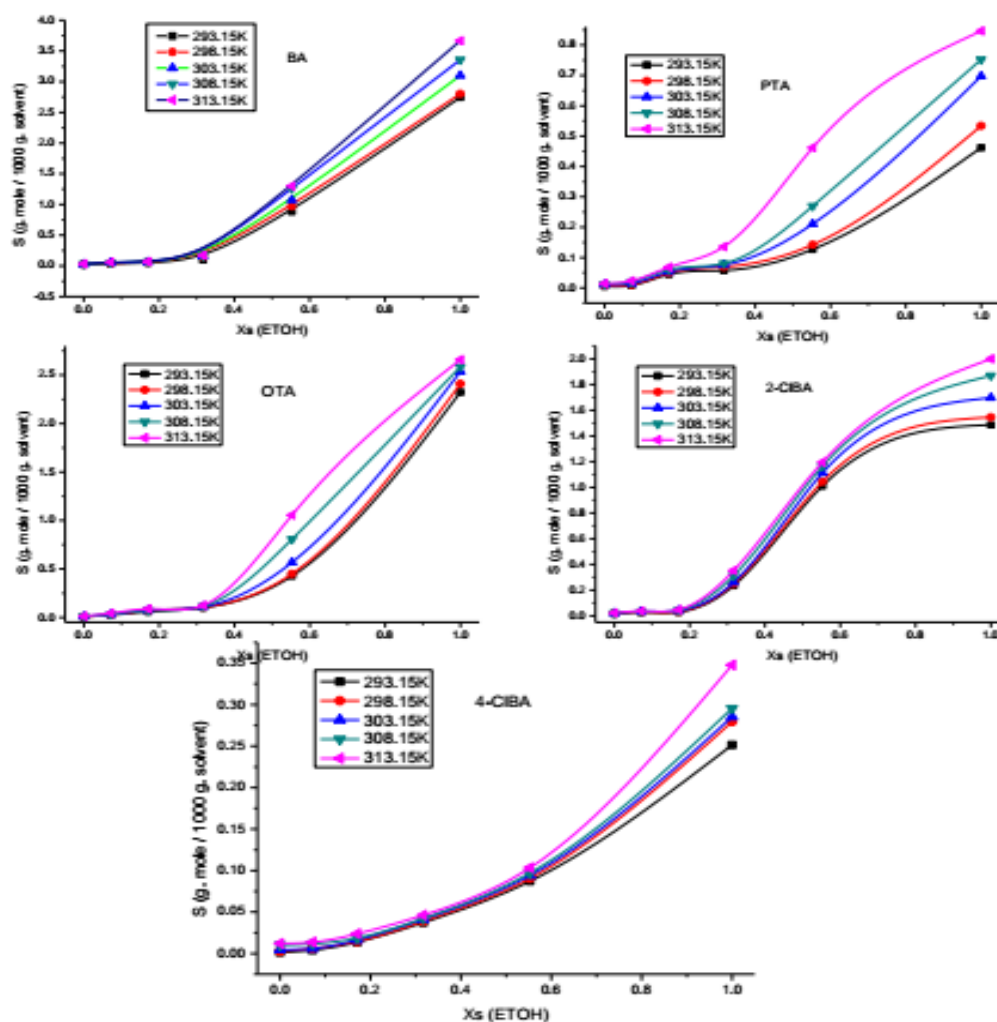 4.0
3.5
3.0
2.5
2.0
1.5
1.0
0.5
0.0
-0.5
S (g. mole / 1000 g. solvent)
293.15K
298.15K
303.15K
308.15K
313.15K
BA
0.0 0.2 0.4 0.6 0.8 1.0
Xs (ETOH)
0.8
0.6
0.4
0.2
0.0
S (g. mole / 1000 g. solvent)
293.15K
298.15K
303.15K
308.15K
313.15K
PTA
0.0 0.2 0.4 0.6 0.8 1.0
Xs (ETOH)
2.5
2.0
1.5
1.0
0.5
0.0
S (g. mole / 1000 g. solvent)
293.15K
298.15K
303.15K
308.15K
313.15K
OTA
0.0 0.2 0.4 0.6 0.8 1.0
Xs (ETOH)
2.0
1.8
1.6
1.4
1.2
1.0
0.8
0.6
0.4
0.2
0.0
S (g. mole / 1000 g. solvent)
293.15K
298.15K
303.15K
308.15K
313.15K
2-ClBA
0.0 0.2 0.4 0.6 0.8 1.0
Xs (ETOH)
0.35
0.30
0.25
0.20
0.15
0.10
0.05
0.00
S (g. mole / 1000 g. solvent)
293.15K
298.15K
303.15K
308.15K
313.15K
4-ClBA
0.0 0.2 0.4 0.6 0.8 1.0
Xs (ETOH)